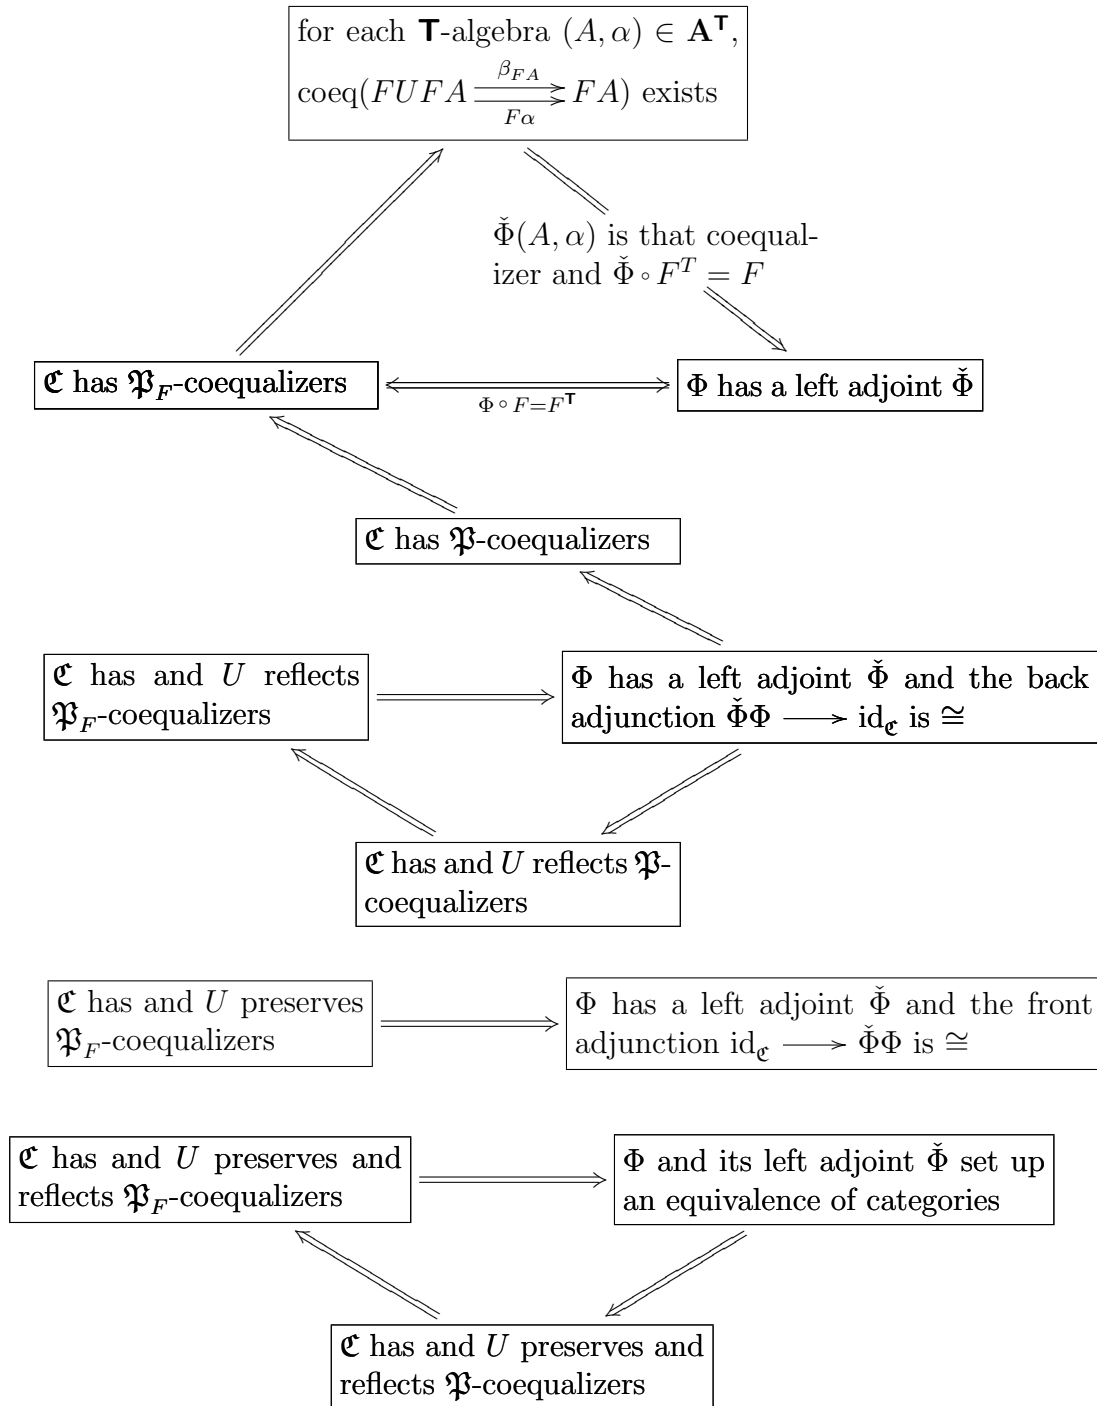 for each 𝗧-algebra (A, α) ∈ 𝐀^𝗧,
coeq(FUFA ⇉ FA) exists
β_{FA}
Fα
Φ̌(A, α) is that coequal-
izer and Φ̌ ∘ F^T = F
ℭ has 𝔓_F-coequalizers
Φ ∘ F=F^𝗧
Φ has a left adjoint Φ̌
ℭ has 𝔓-coequalizers
ℭ has and U reflects
𝔓_F-coequalizers
Φ has a left adjoint Φ̌ and the back
adjunction Φ̌Φ ⟶ id_ℭ is ≅
ℭ has and U reflects 𝔓-
coequalizers
ℭ has and U preserves
𝔓_F-coequalizers
Φ has a left adjoint Φ̌ and the front
adjunction id_ℭ ⟶ Φ̌Φ is ≅
ℭ has and U preserves and
reflects 𝔓_F-coequalizers
Φ and its left adjoint Φ̌ set up
an equivalence of categories
ℭ has and U preserves and
reflects 𝔓-coequalizers